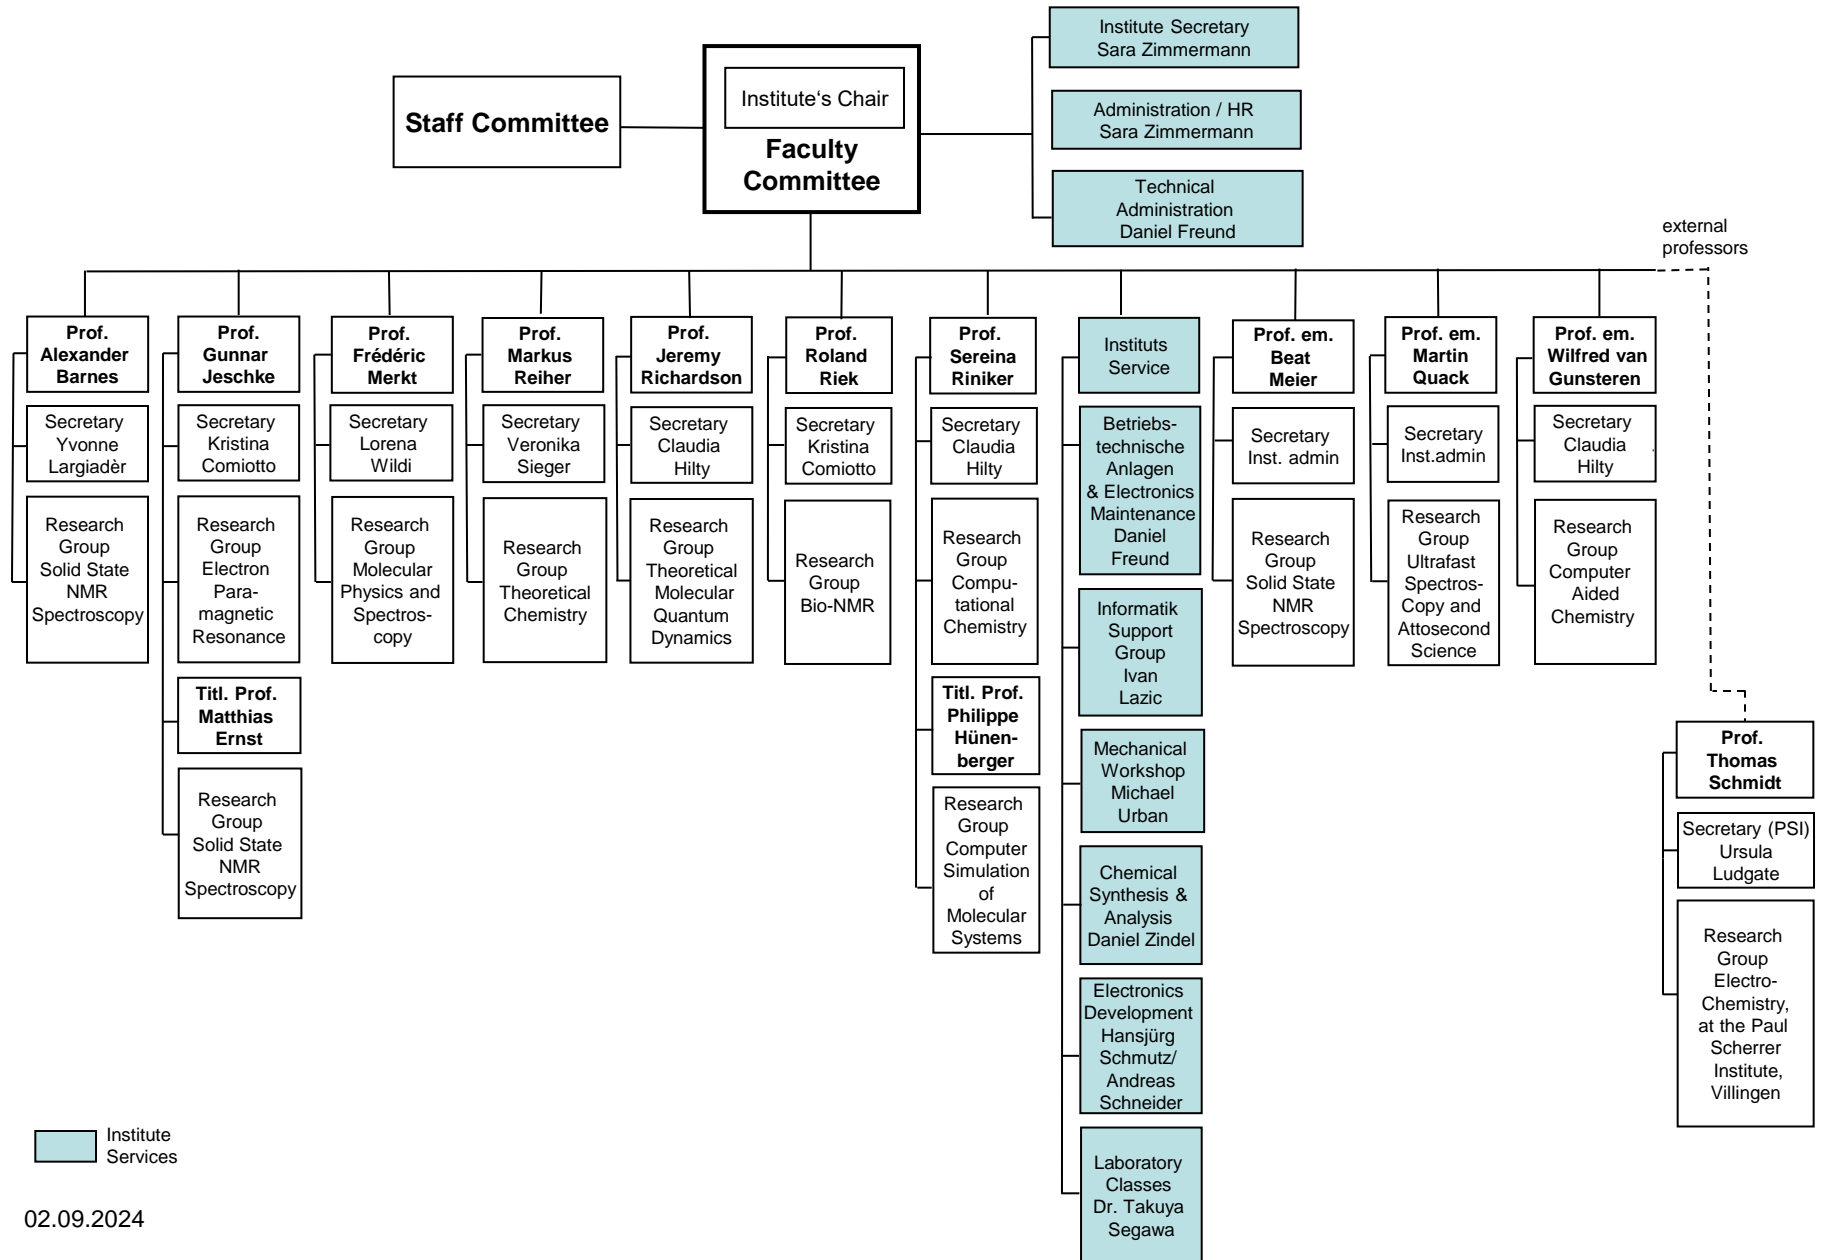 Institute Secretary
Sara Zimmermann
Institute's Chair
Staff Committee
Faculty
Committee
Administration / HR
Sara Zimmermann
Technical
Administration
Daniel Freund
external
professors
Prof.
Alexander
Barnes
Secretary
Yvonne
Largiadèr
Research
Group
Solid State
NMR
Spectroscopy
Prof.
Gunnar
Jeschke
Secretary
Kristina
Comiotto
Research
Group
Electron
Para-
magnetic
Resonance
Titl. Prof.
Matthias
Ernst
Research
Group
Solid State
NMR
Spectroscopy
Prof.
Frédéric
Merkt
Secretary
Lorena
Wildi
Research
Group
Molecular
Physics and
Spectros-
copy
Prof.
Markus
Reiher
Secretary
Veronika
Sieger
Research
Group
Theoretical
Chemistry
Prof.
Jeremy
Richardson
Secretary
Claudia
Hilty
Research
Group
Theoretical
Molecular
Quantum
Dynamics
Prof.
Roland
Riek
Secretary
Kristina
Comiotto
Research
Group
Bio-NMR
Prof.
Sereina
Riniker
Secretary
Claudia
Hilty
Research
Group
Compu-
tational
Chemistry
Titl. Prof.
Philippe
Hünen-
berger
Research
Group
Computer
Simulation
of
Molecular
Systems
Instituts
Service
Betriebs-
technische
Anlagen
& Electronics
Maintenance
Daniel
Freund
Informatik
Support
Group
Ivan
Lazic
Mechanical
Workshop
Michael
Urban
Chemical
Synthesis &
Analysis
Daniel Zindel
Electronics
Development
Hansjürg
Schmutz/
Andreas
Schneider
Laboratory
Classes
Dr. Takuya
Segawa
Prof. em.
Beat
Meier
Secretary
Inst. admin
Research
Group
Solid State
NMR
Spectroscopy
Prof. em.
Martin
Quack
Secretary
Inst.admin
Research
Group
Ultrafast
Spectros-
Copy and
Attosecond
Science
Prof. em.
Wilfred van
Gunsteren
Secretary
Claudia
Hilty
Research
Group
Computer
Aided
Chemistry
Prof.
Thomas
Schmidt
Secretary (PSI)
Ursula
Ludgate
Research
Group
Electro-
Chemistry,
at the Paul
Scherrer
Institute,
Villingen
Institute
Services
02.09.2024